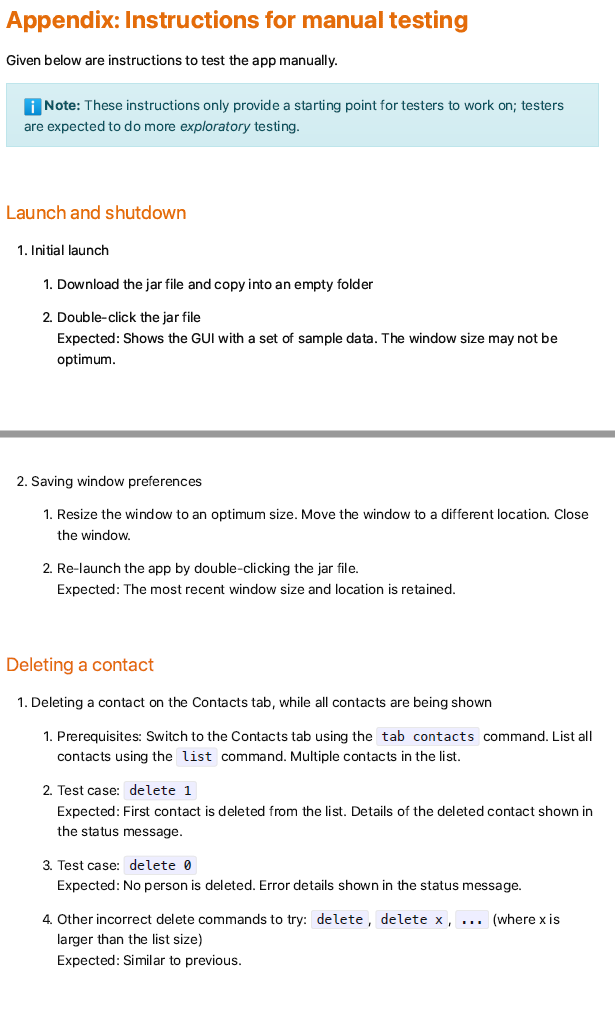 Appendix: Instructions for manual testing
Given below are instructions to test the app manually.
ℹ️ Note: These instructions only provide a starting point for testers to work on; testers
are expected to do more exploratory testing.
Launch and shutdown
1. Initial launch
1. Download the jar file and copy into an empty folder
2. Double-click the jar file
Expected: Shows the GUI with a set of sample data. The window size may not be
optimum.
2. Saving window preferences
1. Resize the window to an optimum size. Move the window to a different location. Close
the window.
2. Re-launch the app by double-clicking the jar file.
Expected: The most recent window size and location is retained.
Deleting a contact
1. Deleting a contact on the Contacts tab, while all contacts are being shown
1. Prerequisites: Switch to the Contacts tab using the tab contacts command. List all
contacts using the list command. Multiple contacts in the list.
2. Test case: delete 1
Expected: First contact is deleted from the list. Details of the deleted contact shown in
the status message.
3. Test case: delete 0
Expected: No person is deleted. Error details shown in the status message.
4. Other incorrect delete commands to try: delete, delete x, ... (where x is
larger than the list size)
Expected: Similar to previous.